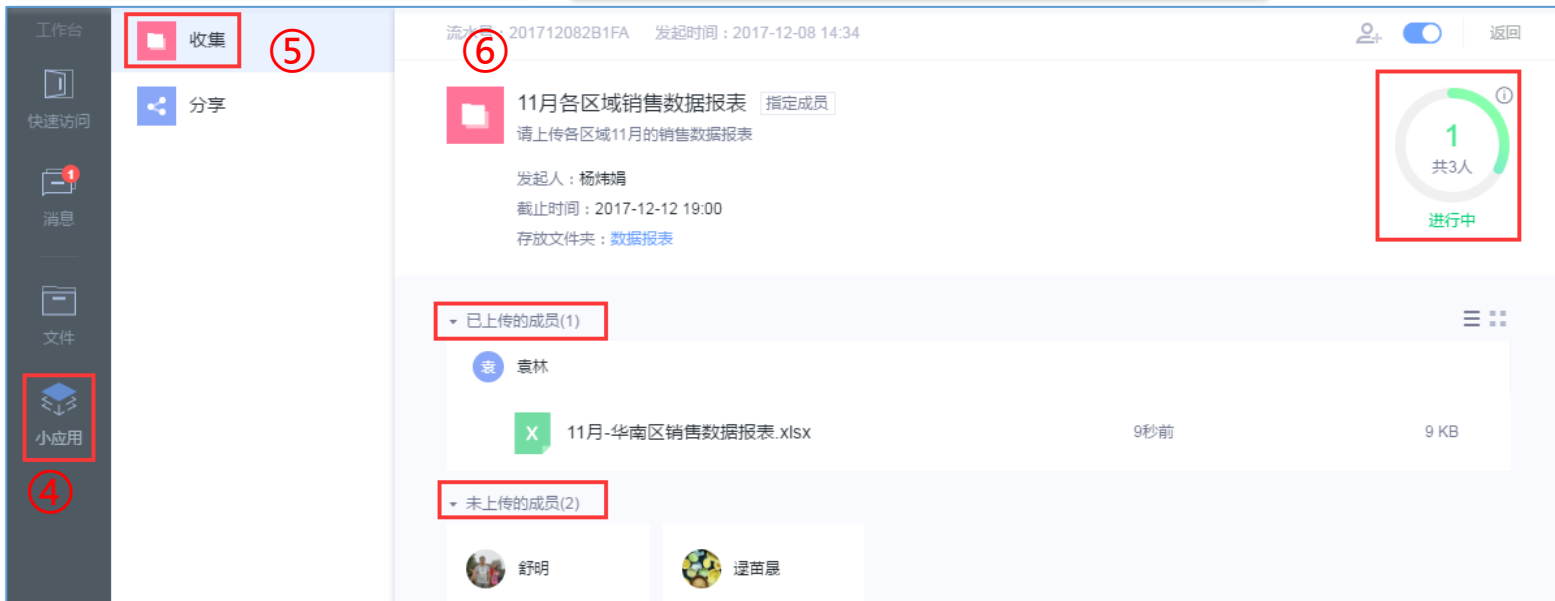 工作台
快速访问
1
消息
文件
小应用
④
收集
⑤
分享
流水号：201712082B1FA 发起时间：2017-12-08 14:34
⑥
返回
11月各区域销售数据报表 指定成员
请上传各区域11月的销售数据报表
发起人：杨炜娟
截止时间：2017-12-12 19:00
存放文件夹：数据报表
1
共3人
进行中
已上传的成员(1)
袁 袁林
X 11月-华南区销售数据报表.xlsx 9秒前 9 KB
未上传的成员(2)
舒明
逯苗晟